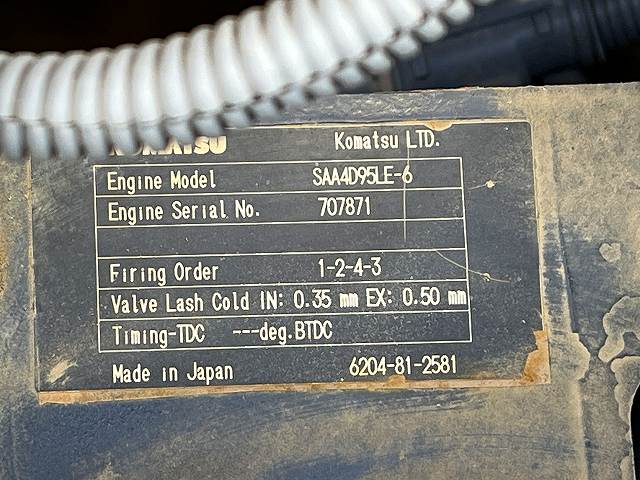 KOMATSU Komatsu LTD.
Engine Model SAA4D95LE-6
Engine Serial No. 707871
Firing Order 1-2-4-3
Valve Lash Cold IN: 0.35 mm EX: 0.50 mm
Timing-TDC ---deg.BTDC
Made in Japan 6204-81-2581